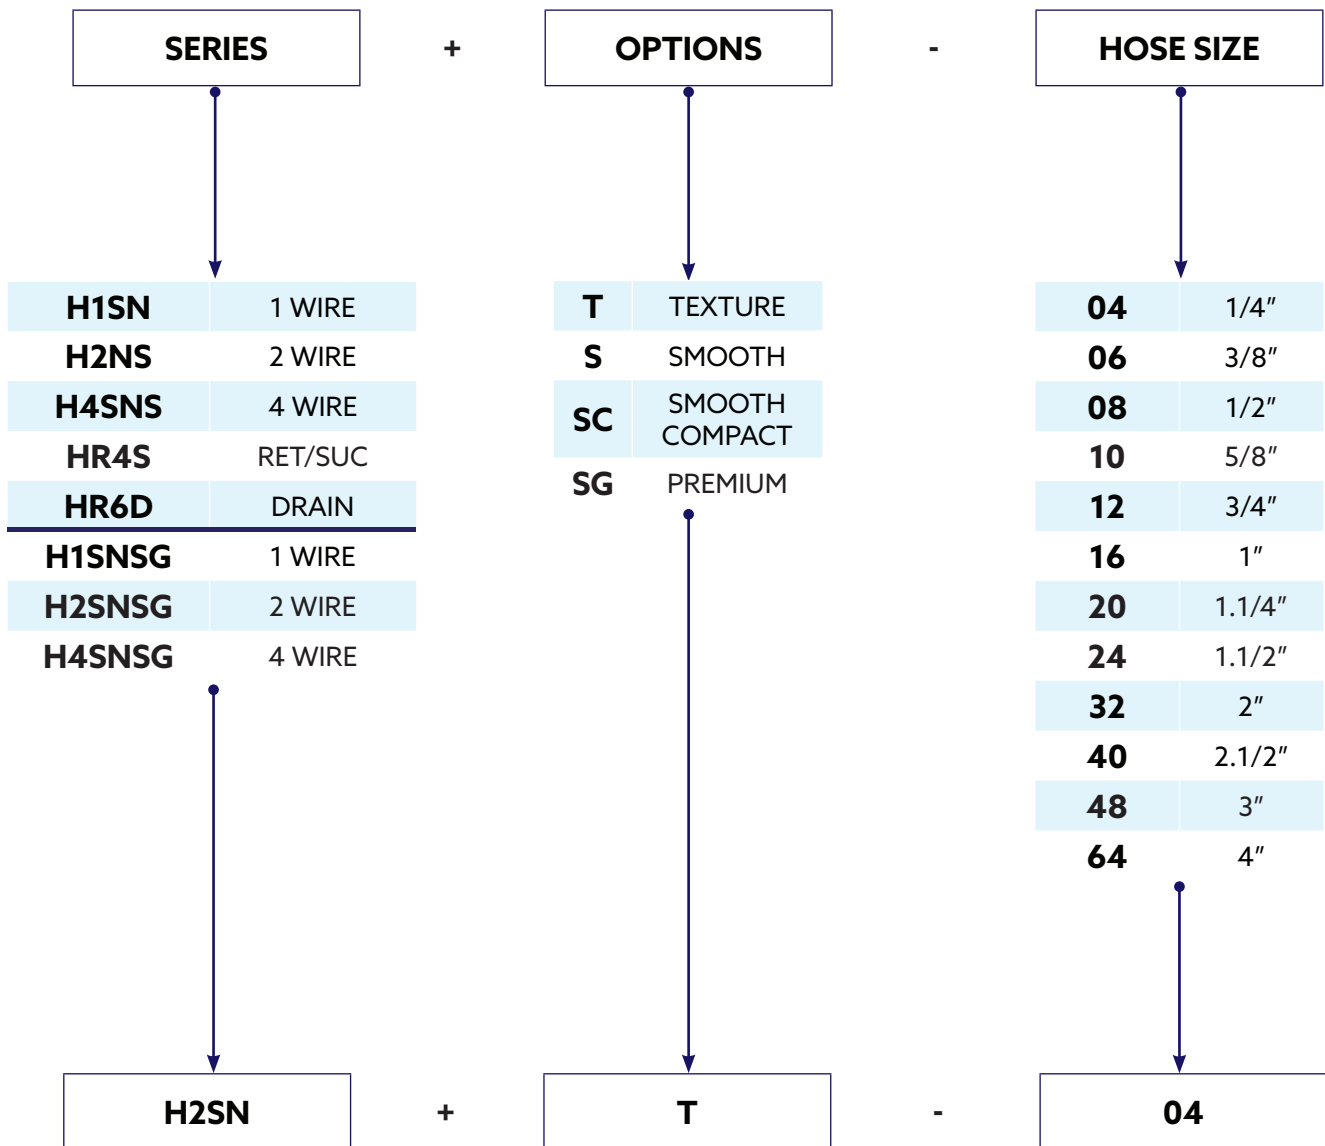 SERIES + OPTIONS - HOSE SIZE
H1SN 1 WIRE
H2NS 2 WIRE
H4SNS 4 WIRE
HR4S RET/SUC
HR6D DRAIN
H1SNSG 1 WIRE
H2SNSG 2 WIRE
H4SNSG 4 WIRE
T TEXTURE
S SMOOTH
SC SMOOTH
COMPACT
SG PREMIUM
04 1/4"
06 3/8"
08 1/2"
10 5/8"
12 3/4"
16 1"
20 1.1/4"
24 1.1/2"
32 2"
40 2.1/2"
48 3"
64 4"
H2SN + T - 04